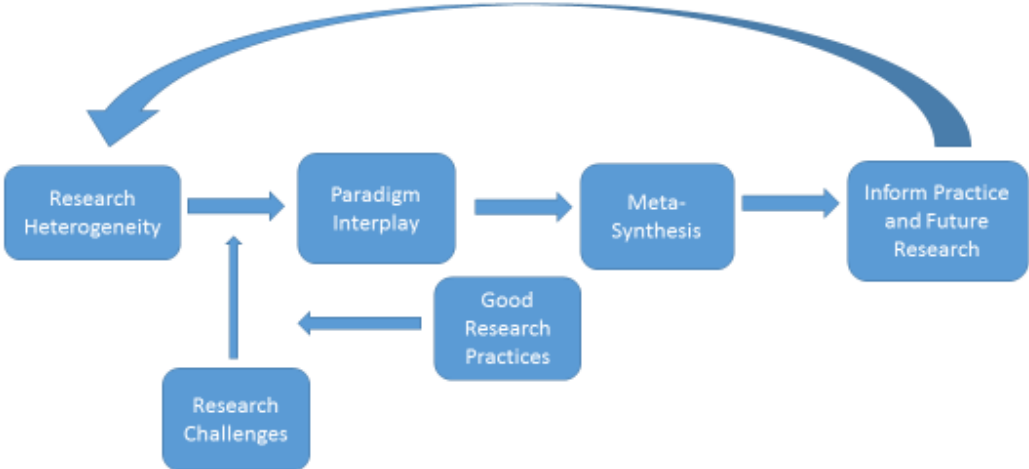 Research
Heterogeneity
Paradigm
Interplay
Meta-
Synthesis
Inform Practice
and Future
Research
Good
Research
Practices
Research
Challenges